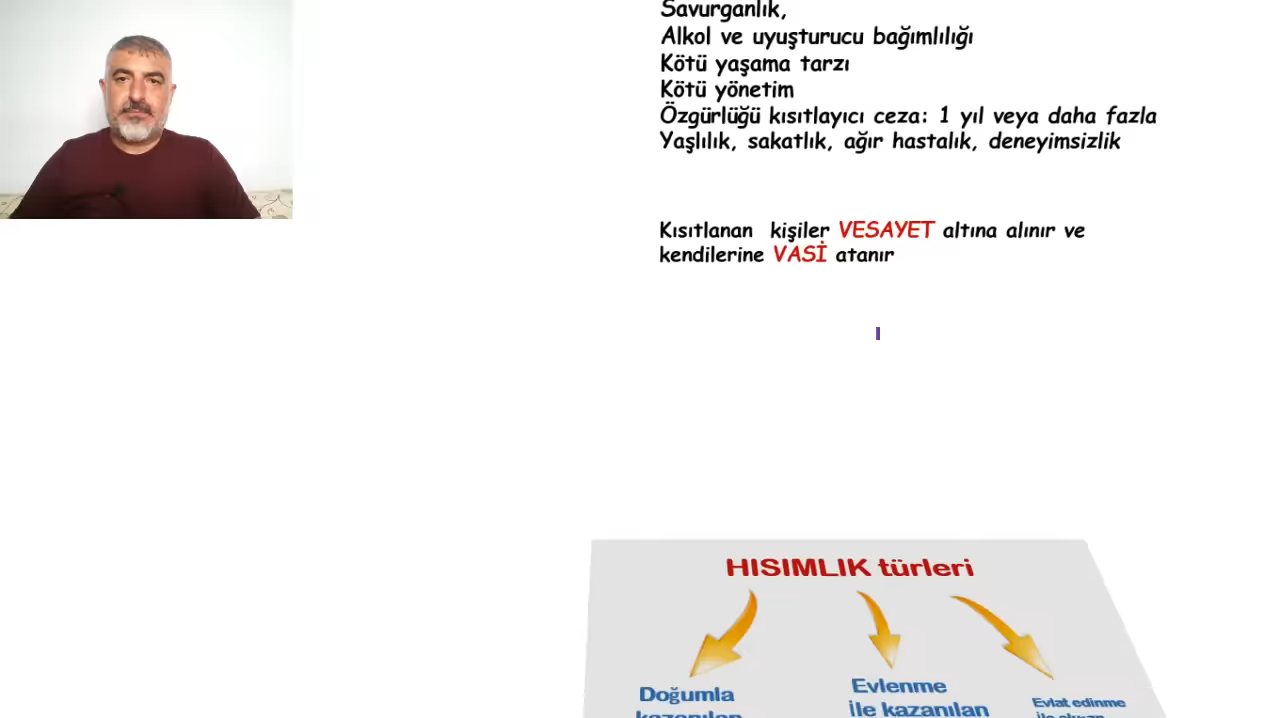 Savurganlık,
Alkol ve uyuşturucu bağımlılığı
Kötü yaşama tarzı
Kötü yönetim
Özgürlüğü kısıtlayıcı ceza: 1 yıl veya daha fazla
Yaşlılık, sakatlık, ağır hastalık, deneyimsizlik
Kısıtlanan kişiler VESAYET altına alınır ve
kendilerine VASİ atanır
HISIMLIK türleri
Doğumla
kazanılan
Evlenme
İle kazanılan
Evlat edinme